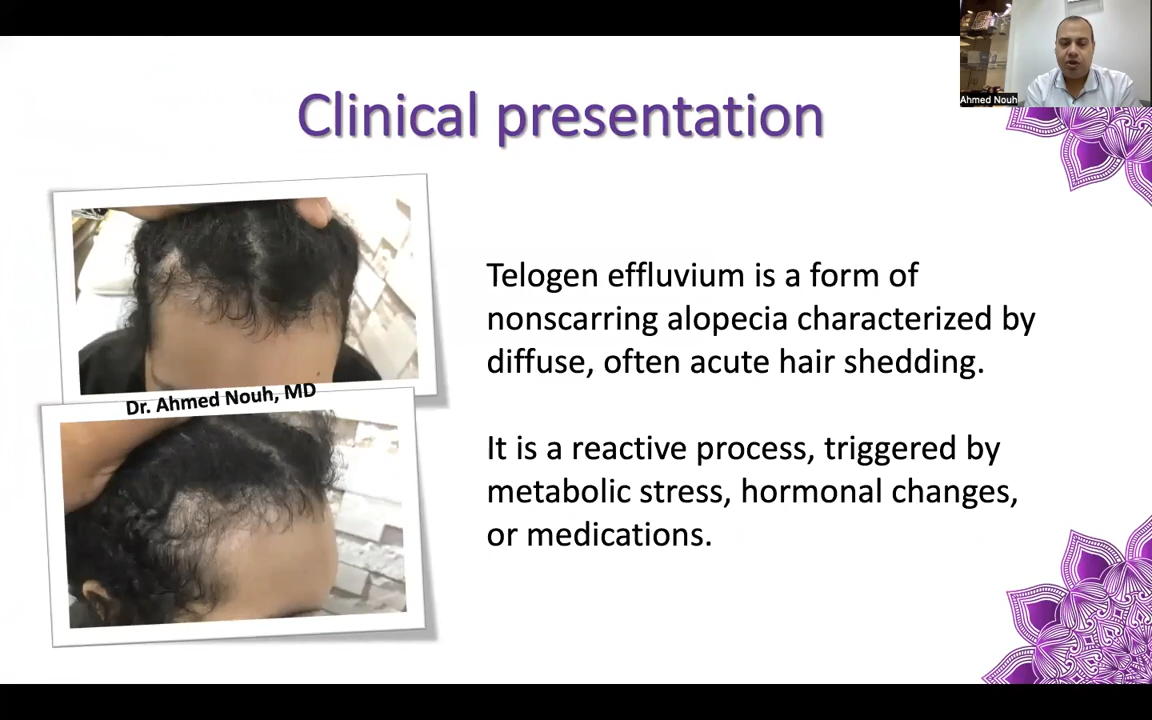 Ahmed Nouh
Clinical presentation
Dr. Ahmed Nouh, MD
Telogen effluvium is a form of
nonscarring alopecia characterized by
diffuse, often acute hair shedding.
It is a reactive process, triggered by
metabolic stress, hormonal changes,
or medications.